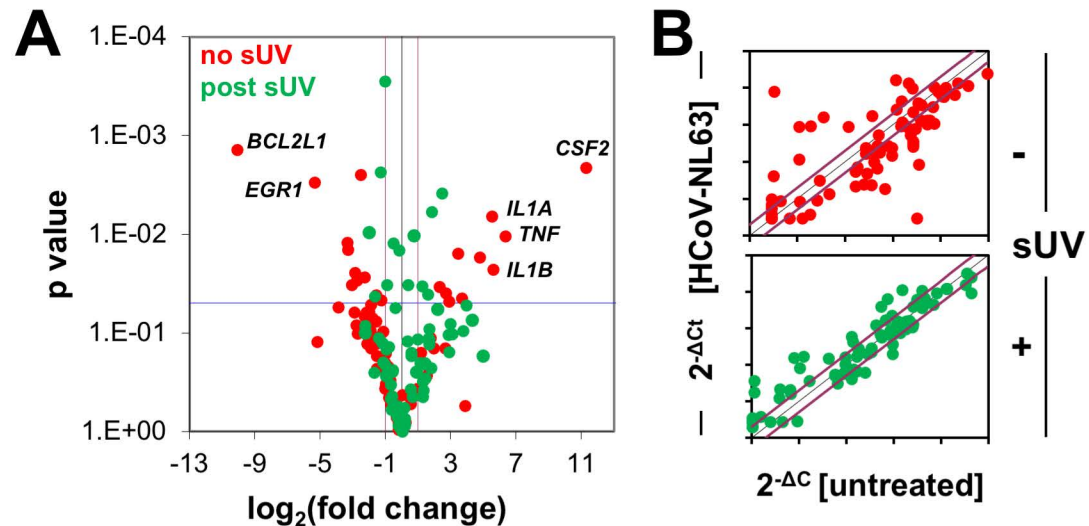 A
1.E-04
1.E-03
1.E-02
1.E-01
1.E+00
p value
no sUV
post sUV
BCL2L1
EGR1
CSF2
IL1A
TNF
IL1B
-13 -9 -5 -1 3 7 11
log₂(fold change)
B
2⁻ΔCt [HCoV-NL63]
-
sUV
+
2⁻ΔC [untreated]